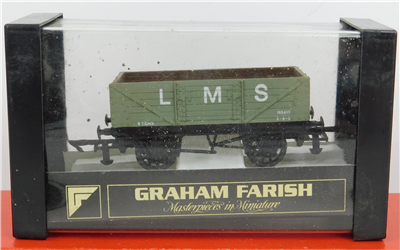 L M S
GRAHAM FARISH
Masterpieces in Miniature